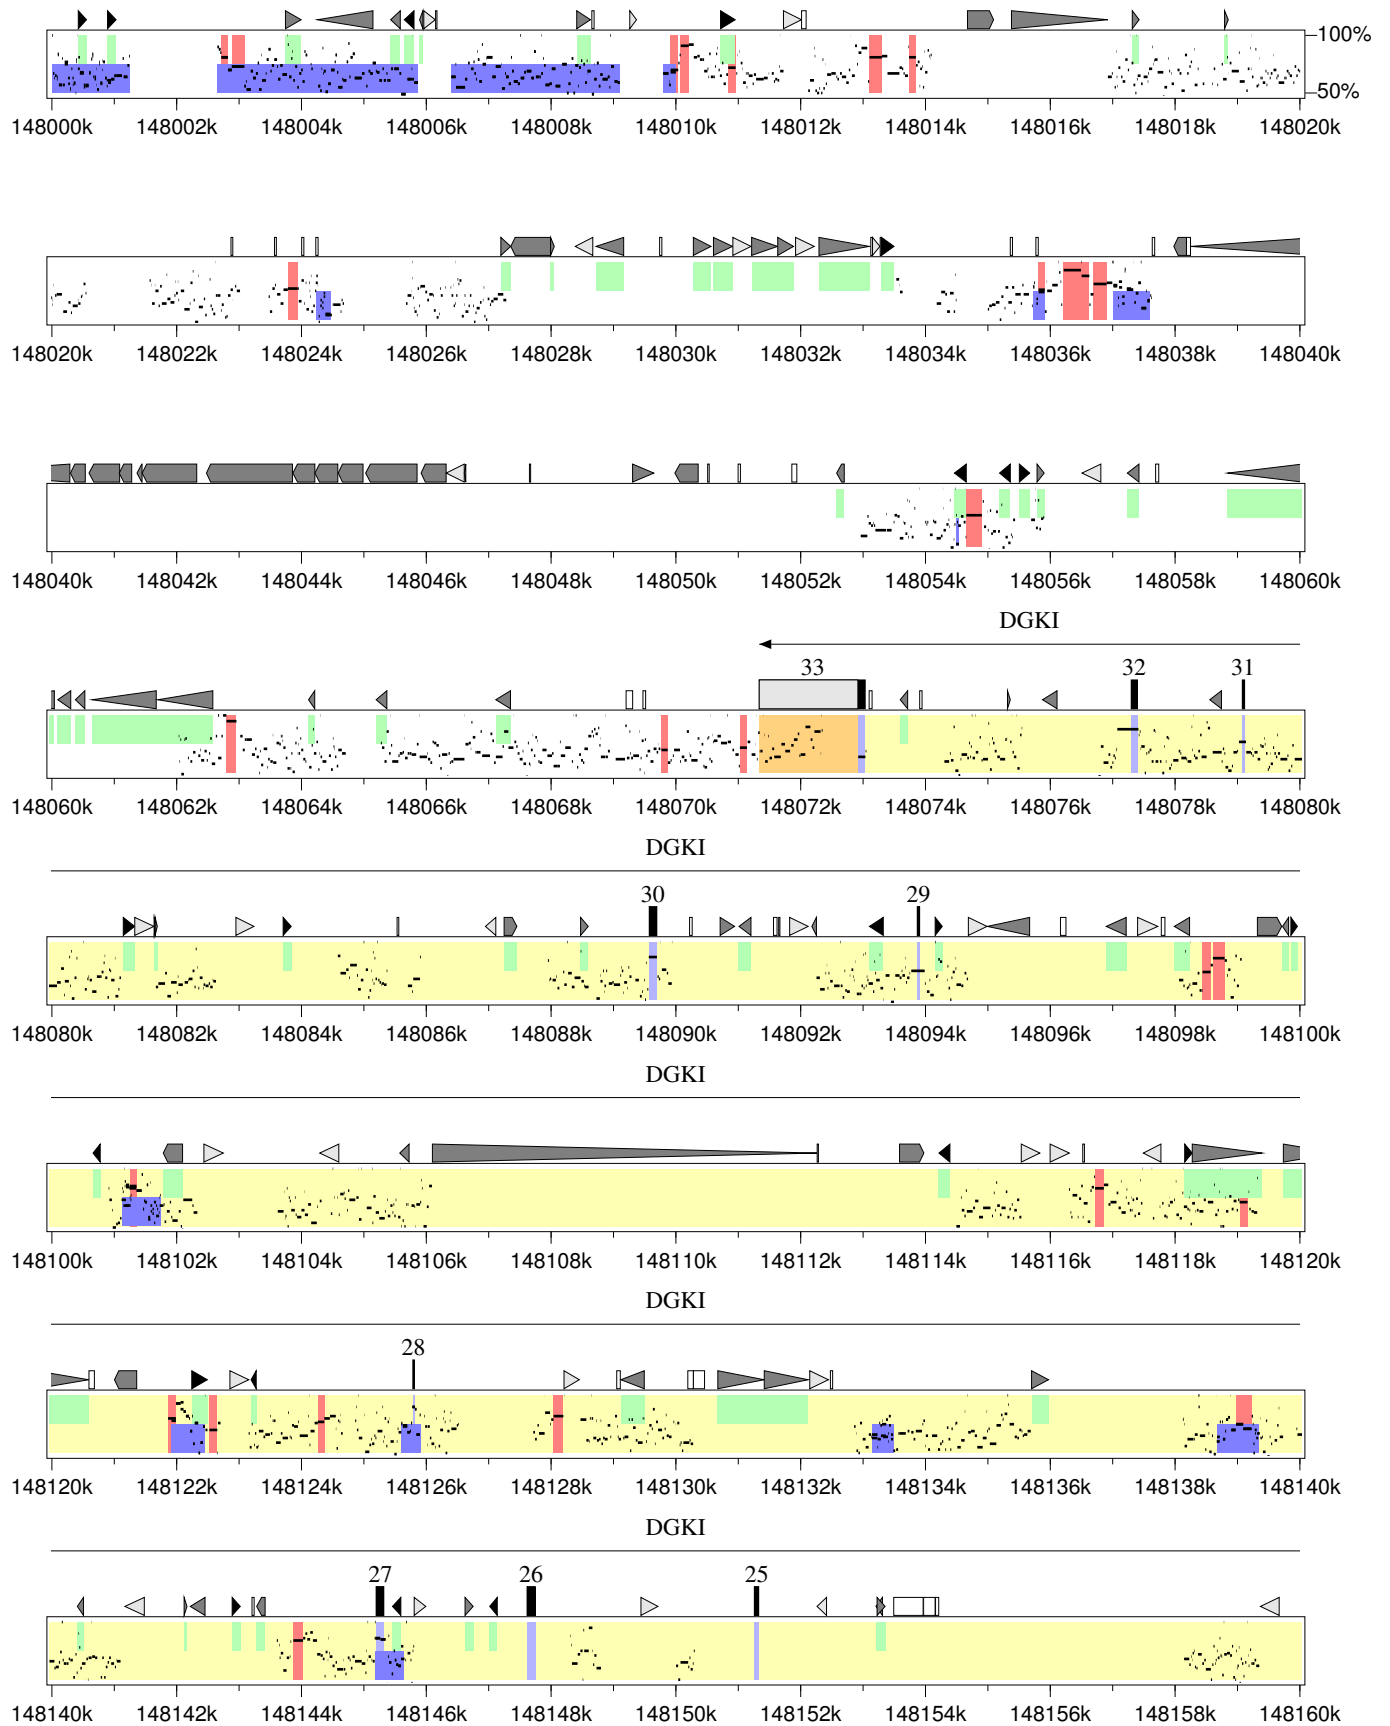 100%
50%
148000k 148002k 148004k 148006k 148008k 148010k 148012k 148014k 148016k 148018k 148020k
148020k 148022k 148024k 148026k 148028k 148030k 148032k 148034k 148036k 148038k 148040k
148040k 148042k 148044k 148046k 148048k 148050k 148052k 148054k 148056k 148058k 148060k
DGKI
33 32 31
148060k 148062k 148064k 148066k 148068k 148070k 148072k 148074k 148076k 148078k 148080k
DGKI
30 29
148080k 148082k 148084k 148086k 148088k 148090k 148092k 148094k 148096k 148098k 148100k
DGKI
148100k 148102k 148104k 148106k 148108k 148110k 148112k 148114k 148116k 148118k 148120k
DGKI
28
148120k 148122k 148124k 148126k 148128k 148130k 148132k 148134k 148136k 148138k 148140k
DGKI
27 26 25
148140k 148142k 148144k 148146k 148148k 148150k 148152k 148154k 148156k 148158k 148160k